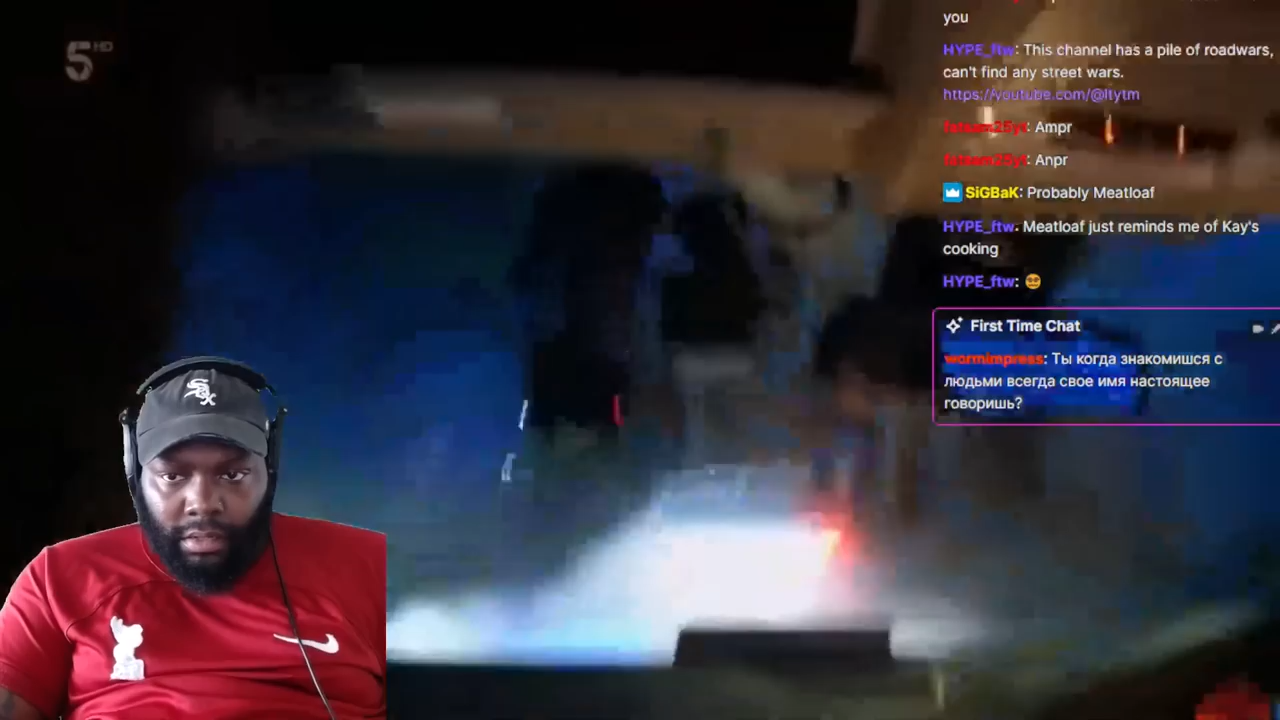 5 HD
you
HYPE_ftw: This channel has a pile of roadwars,
can't find any street wars.
https://youtube.com/@ltytm
: Ampr
: Anpr
SiGBaK: Probably Meatloaf
HYPE_ftw: Meatloaf just reminds me of Kay's
cooking
HYPE_ftw:
First Time Chat
wormimpress: Ты когда знакомишся с
людьми всегда свое имя настоящее
говоришь?
Sox